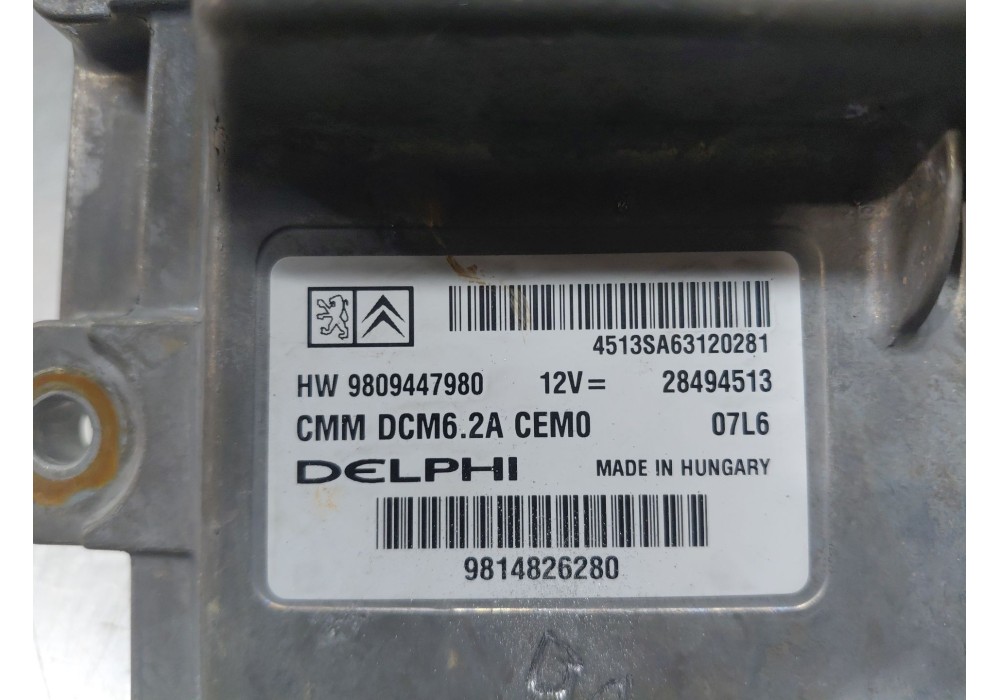 4513SA63120281
HW 9809447980 12V= 28494513
CMM DCM6.2A CEM0 07L6
DELPHI MADE IN HUNGARY
9814826280